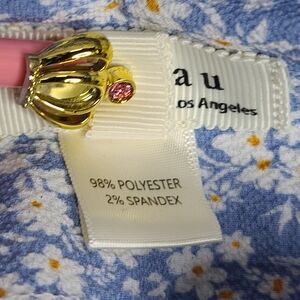 au
os Angeles
98% POLYESTER
2% SPANDEX